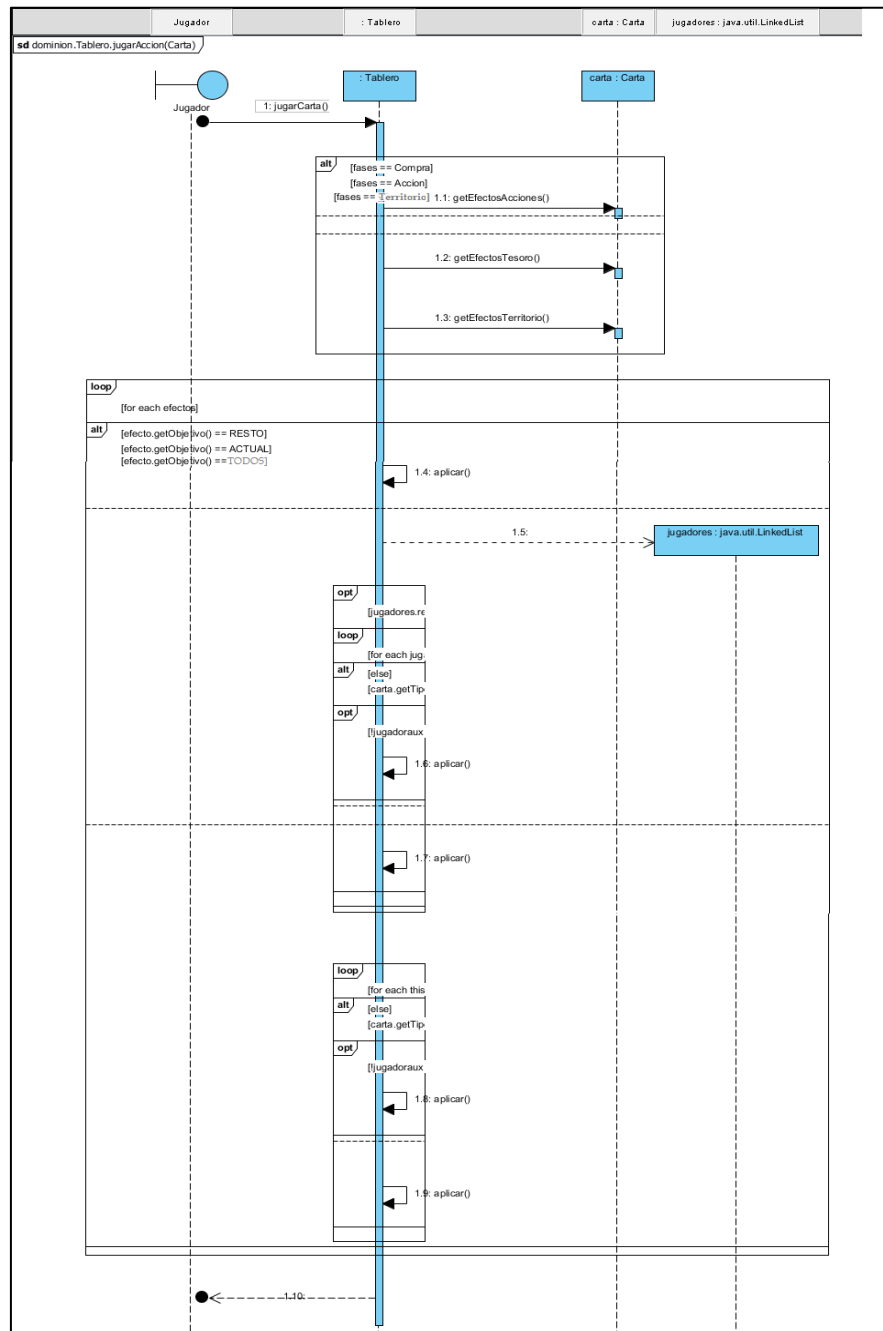 Jugador
: Tablero
carta : Carta
jugadores : java.util.LinkedList
sd dominion.Tablero.jugarAccion(Carta)
: Tablero
carta : Carta
Jugador
1: jugarCarta()
alt
[fases == Compra]
[fases == Accion]
[fases == Territorio]
1.1: getEfectosAcciones()
1.2: getEfectosTesoro()
1.3: getEfectosTerritorio()
loop
[for each efectos]
alt
[efecto.getObjetivo() == RESTO]
[efecto.getObjetivo() == ACTUAL]
[efecto.getObjetivo() ==TODOS]
1.4: aplicar()
1.5:
jugadores : java.util.LinkedList
opt
[jugadores.re
loop
[for each jug
alt
[else]
[carta.getTip
opt
[!jugadoraux
1.6: aplicar()
1.7: aplicar()
loop
[for each this
alt
[else]
[carta.getTip
opt
[!jugadoraux
1.8: aplicar()
1.9: aplicar()
1.10: